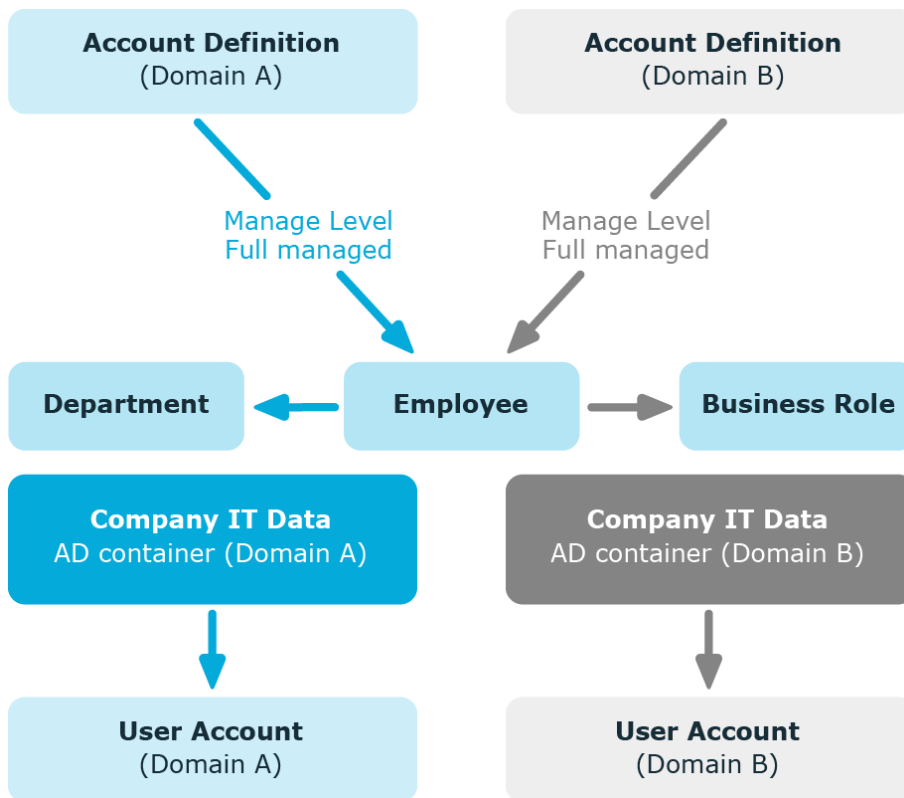 Account Definition
(Domain A)
Account Definition
(Domain B)
Manage Level
Full managed
Manage Level
Full managed
Department
Employee
Business Role
Company IT Data
AD container (Domain A)
Company IT Data
AD container (Domain B)
User Account
(Domain A)
User Account
(Domain B)